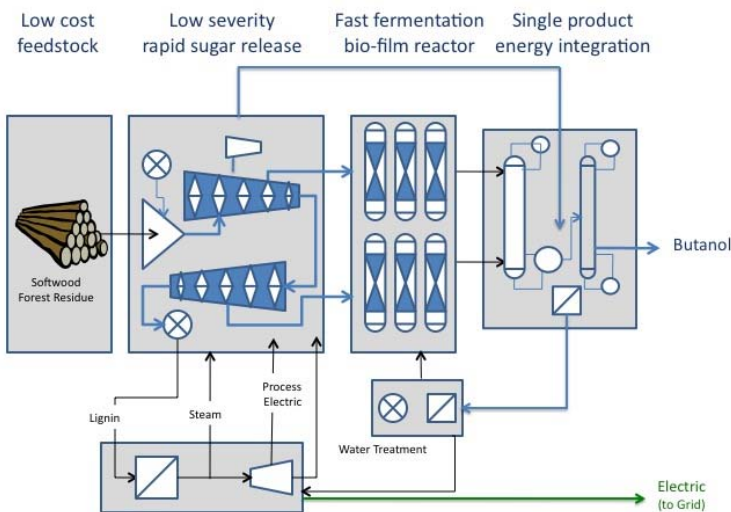 Low cost
feedstock
Low severity
rapid sugar release
Fast fermentation
bio-film reactor
Single product
energy integration
Softwood
Forest Residue
Butanol
Lignin
Steam
Process
Electric
Water Treatment
Electric
(to Grid)